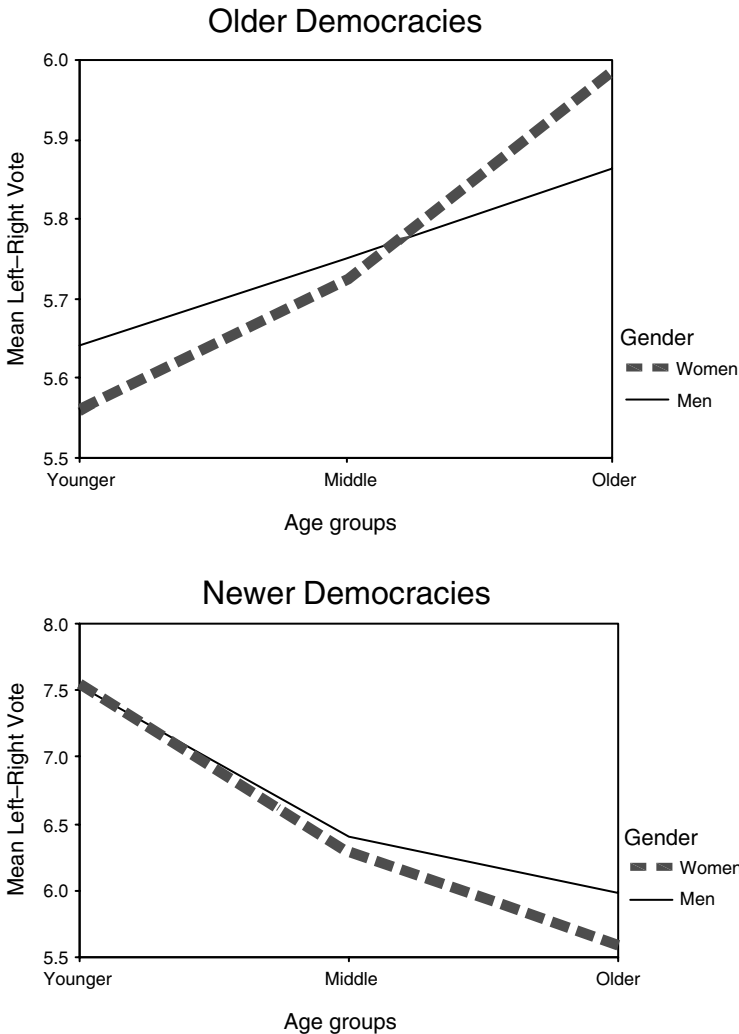 Older Democracies
6.0
5.9
5.8
5.7
5.6
5.5
Mean Left–Right Vote
Younger
Middle
Older
Age groups
Gender
Women
Men
Newer Democracies
8.0
7.5
7.0
6.5
6.0
5.5
Mean Left–Right Vote
Younger
Middle
Older
Age groups
Gender
Women
Men